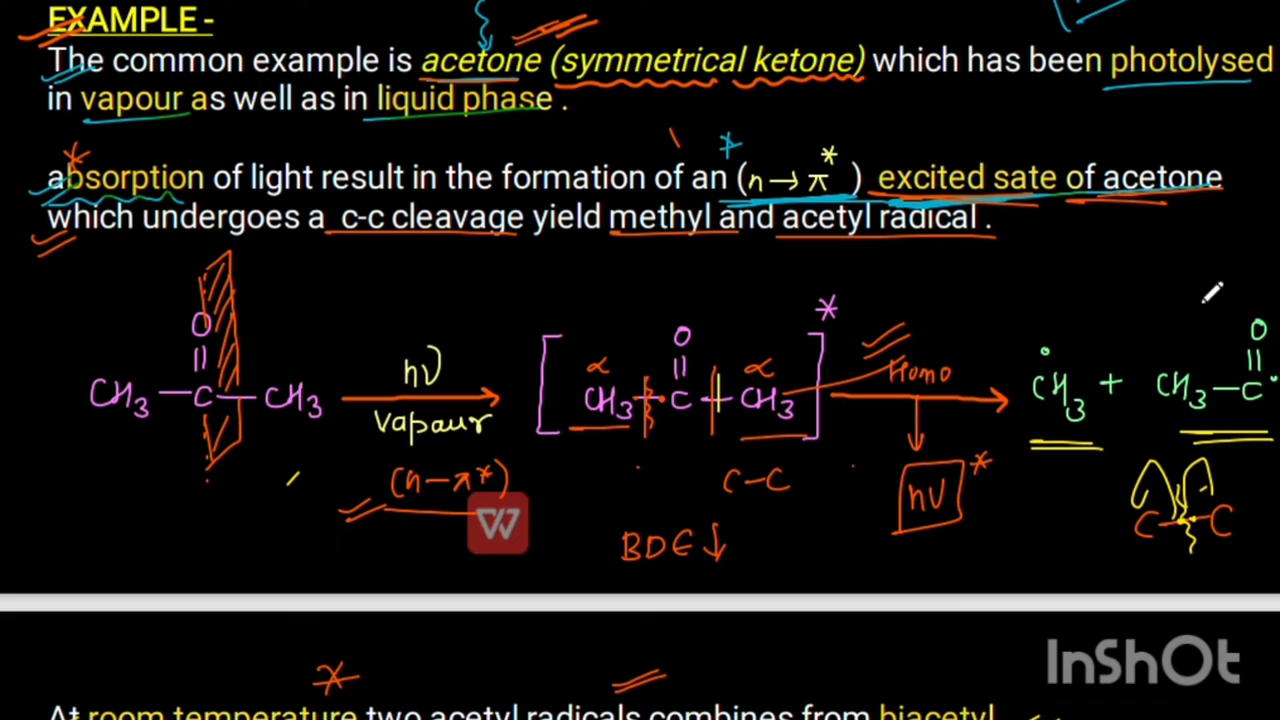 EXAMPLE -
The common example is acetone (symmetrical ketone) which has been photolysed
in vapour as well as in liquid phase .
absorption of light result in the formation of an (n→π*) excited sate of acetone
which undergoes a c-c cleavage yield methyl and acetyl radical .
O O * O
|| α || α Homo ||
CH3—C—CH3 hν [CH3—C—CH3] ĊH3 + CH3—C•
vapour
(n-π*) C-C hν * C—C
W
BDE↓
InShOt
At room temperature two acetyl radicals combines from biacetyl